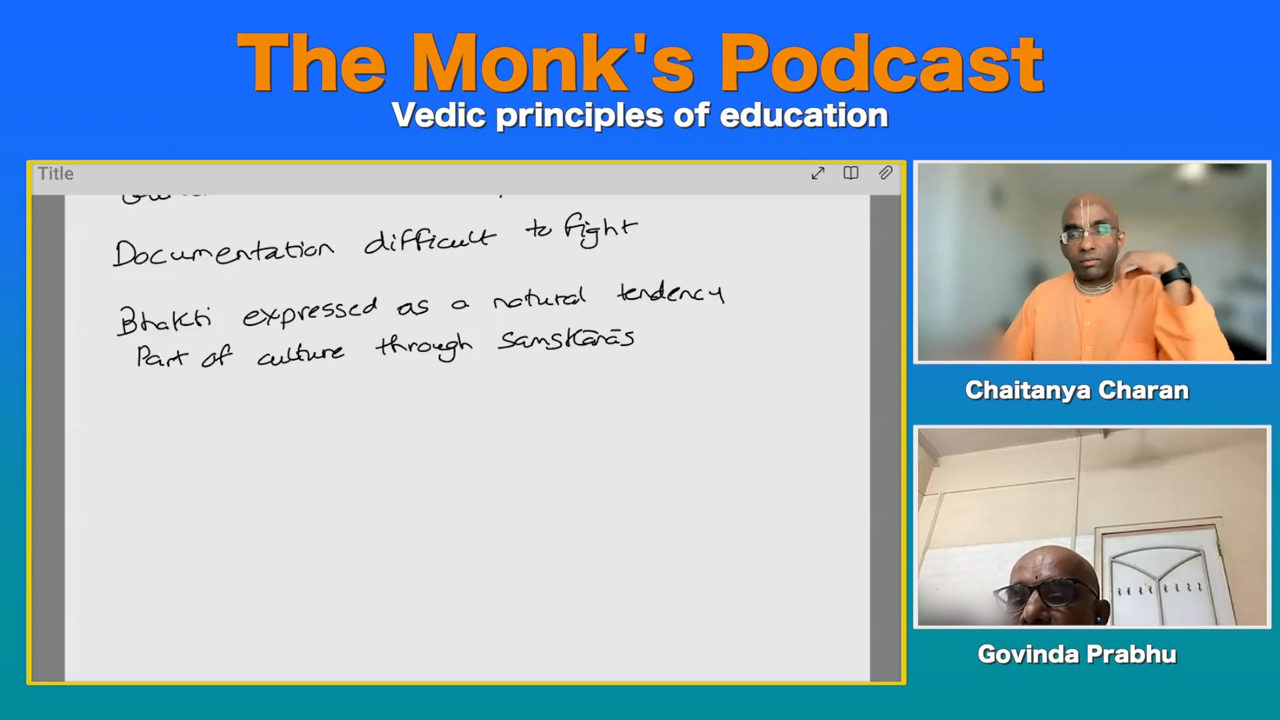 The Monk's Podcast
Vedic principles of education
Title
Documentation difficult to fight
Bhakti expressed as a natural tendency
Part of culture through samskārās
Chaitanya Charan
Govinda Prabhu